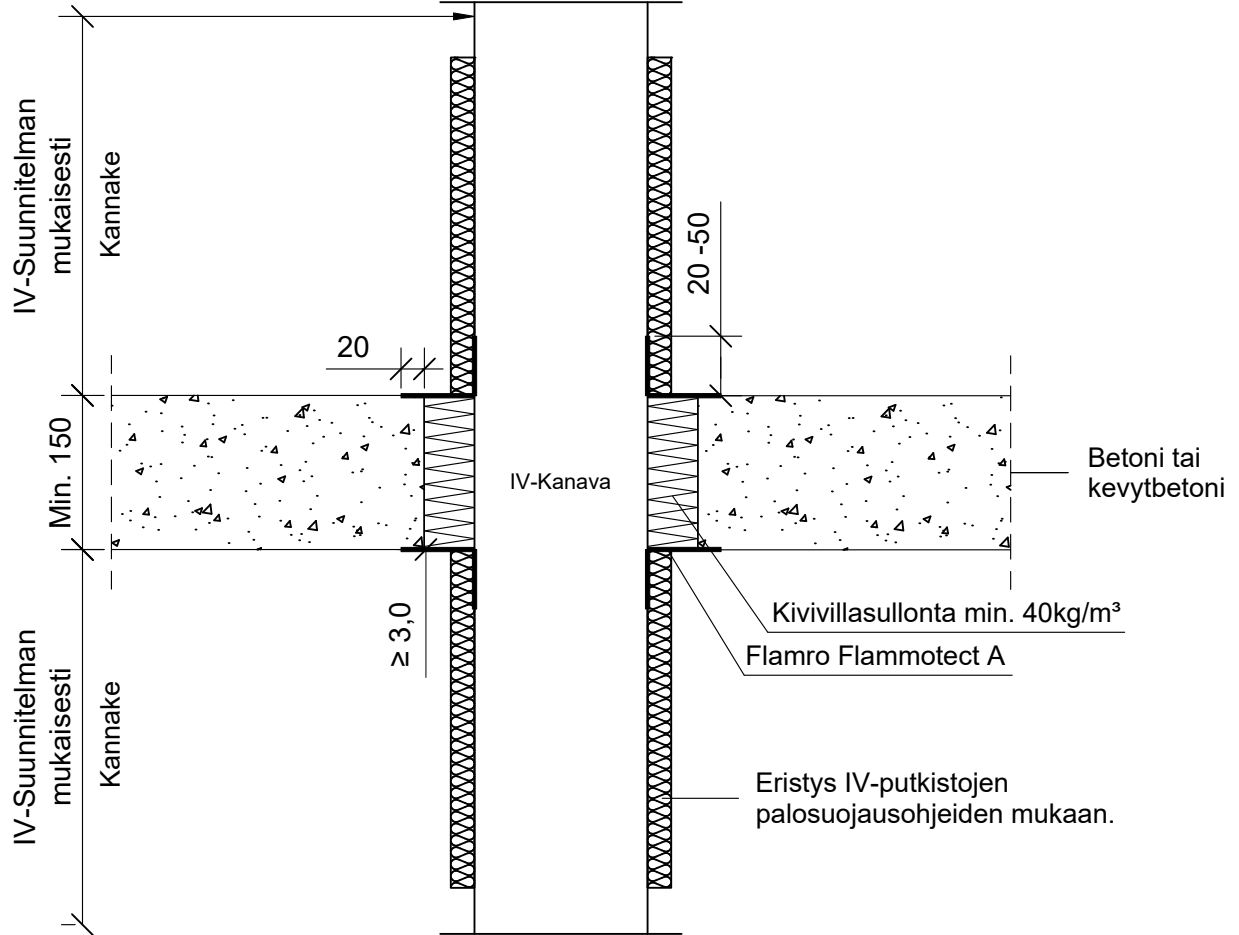 IV-Suunnitelman
mukaisesti
Kannake
20 -50
20
Min. 150
IV-Kanava
Betoni tai
kevytbetoni
≥ 3,0
Kivivillasullonta min. 40kg/m³
Flamro Flammotect A
IV-Suunnitelman
mukaisesti
Kannake
Eristys IV-putkistojen
palosuojausohjeiden mukaan.